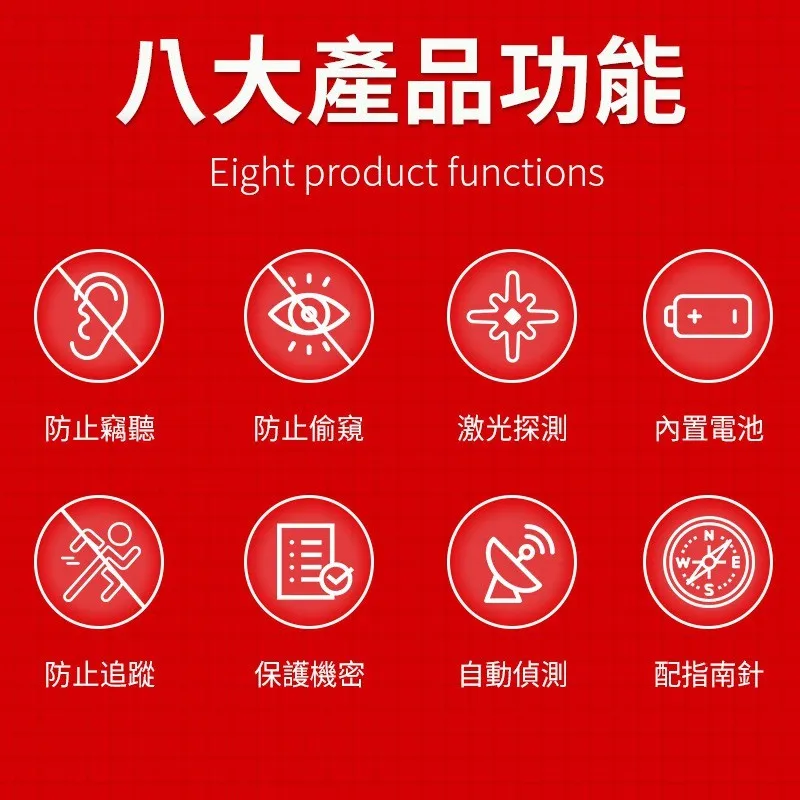 八大產品功能
Eight product functions
防止竊聽
防止偷窺
激光探測
內置電池
防止追蹤
保護機密
自動偵測
N
W E
S
配指南針